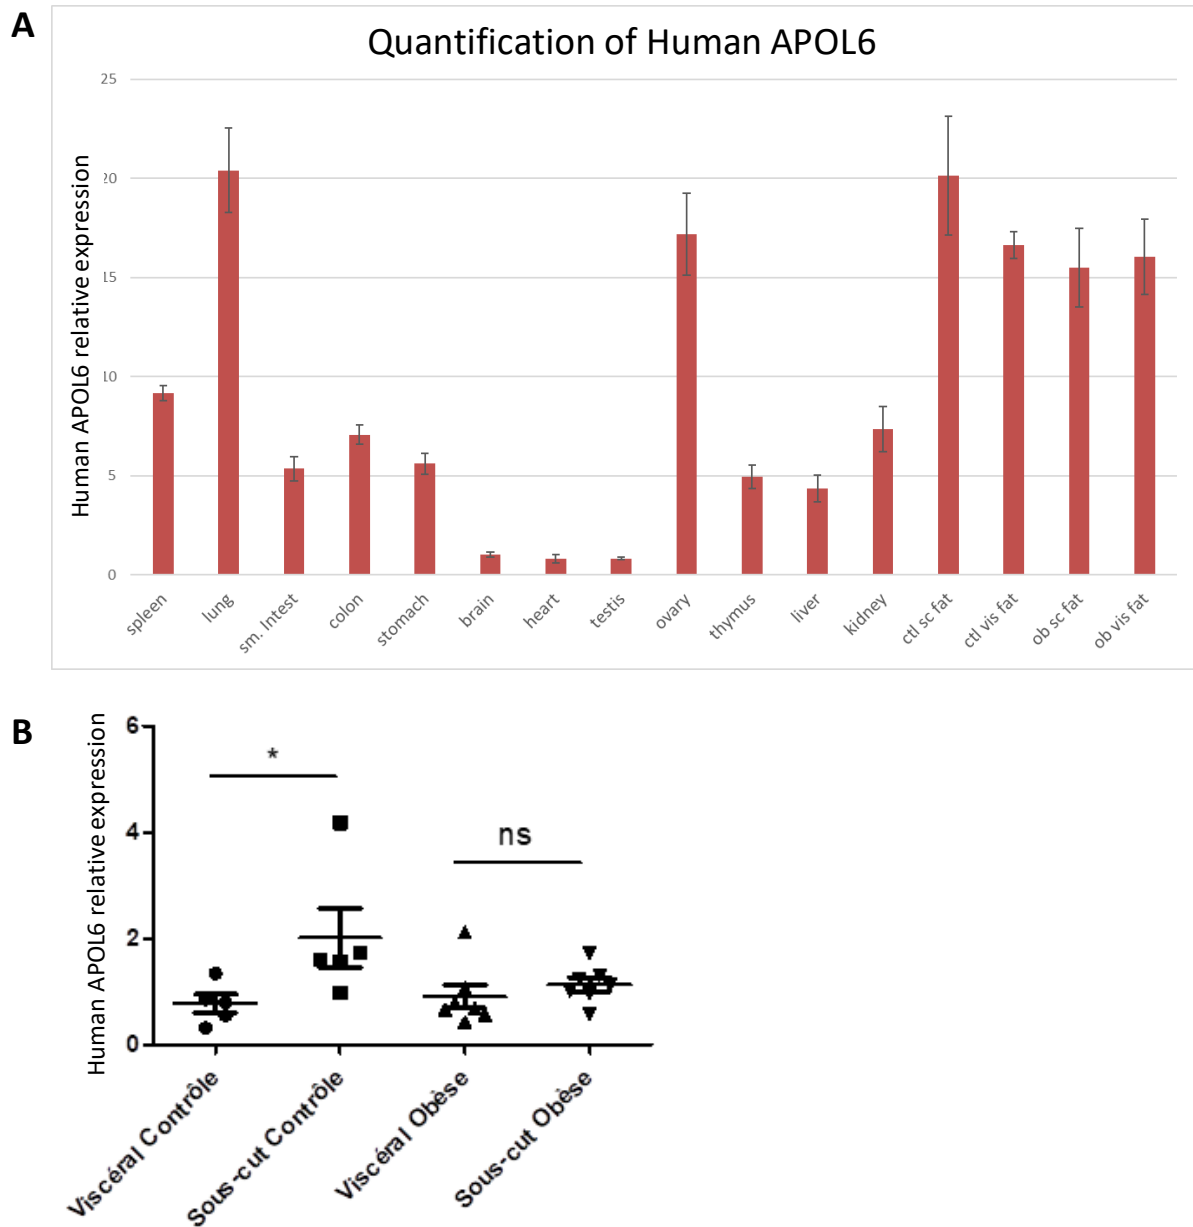 A
Quantification of Human APOL6
Human APOL6 relative expression
25
20
15
10
5
0
spleen
lung
sm. Intest
colon
stomach
brain
heart
testis
ovary
thymus
liver
kidney
ctl sc fat
ctl vis fat
ob sc fat
ob vis fat
B
Human APOL6 relative expression
6
4
2
0
*
ns
Viscéral Contrôle
Sous-cut Contrôle
Viscéral Obèse
Sous-cut Obèse